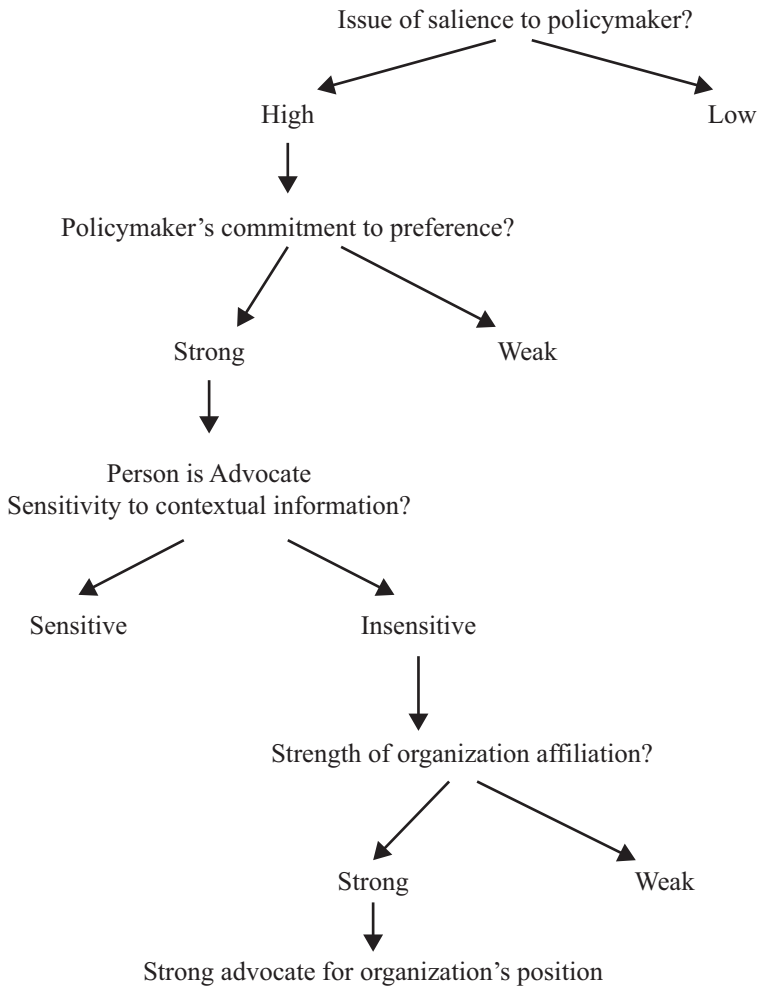 Issue of salience to policymaker?
High
Low
Policymaker’s commitment to preference?
Strong
Weak
Person is Advocate
Sensitivity to contextual information?
Sensitive
Insensitive
Strength of organization affiliation?
Strong
Weak
Strong advocate for organization’s position